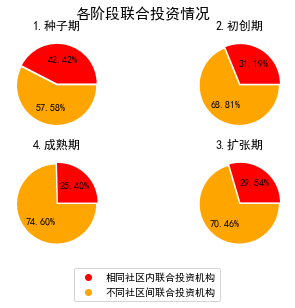 各阶段联合投资情况
1.种子期
2.初创期
42.42%
57.58%
31.19%
68.81%
4.成熟期
3.扩张期
25.40%
74.60%
29.54%
70.46%
相同社区内联合投资机构
不同社区间联合投资机构